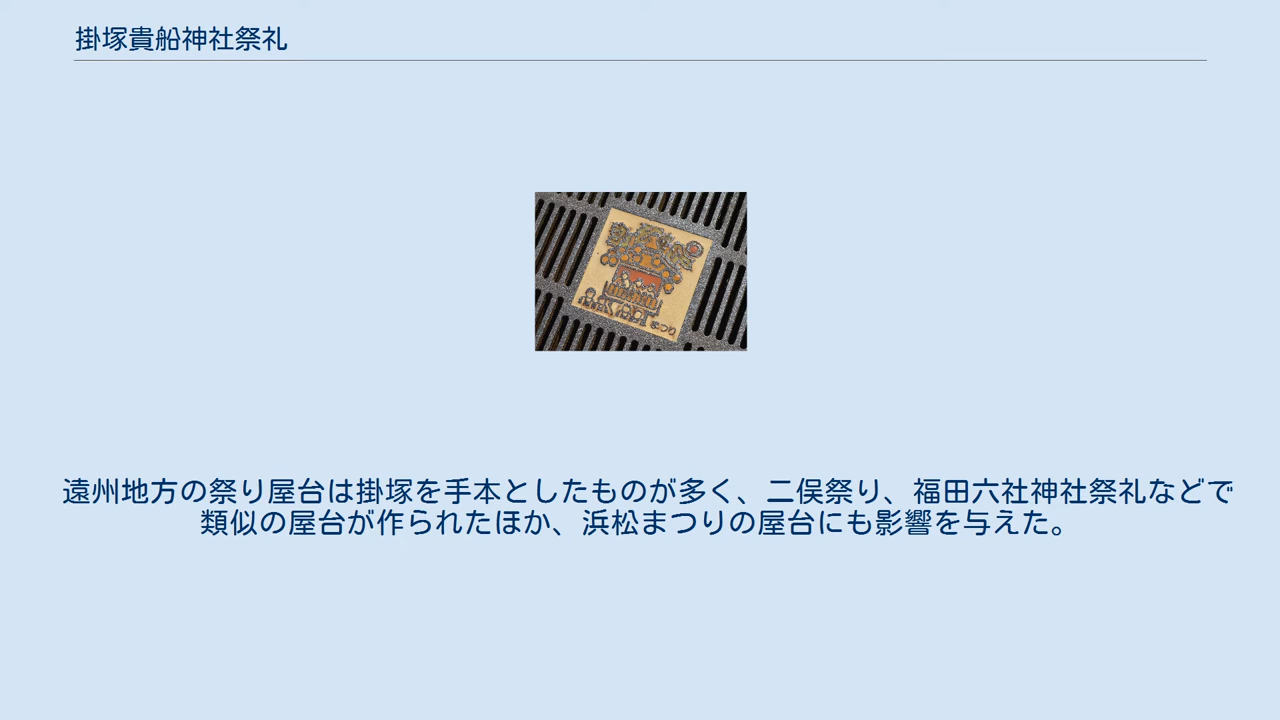 掛塚貴船神社祭礼
まつり
遠州地方の祭り屋台は掛塚を手本としたものが多く、二俣祭り、福田六社神社祭礼などで
類似の屋台が作られたほか、浜松まつりの屋台にも影響を与えた。